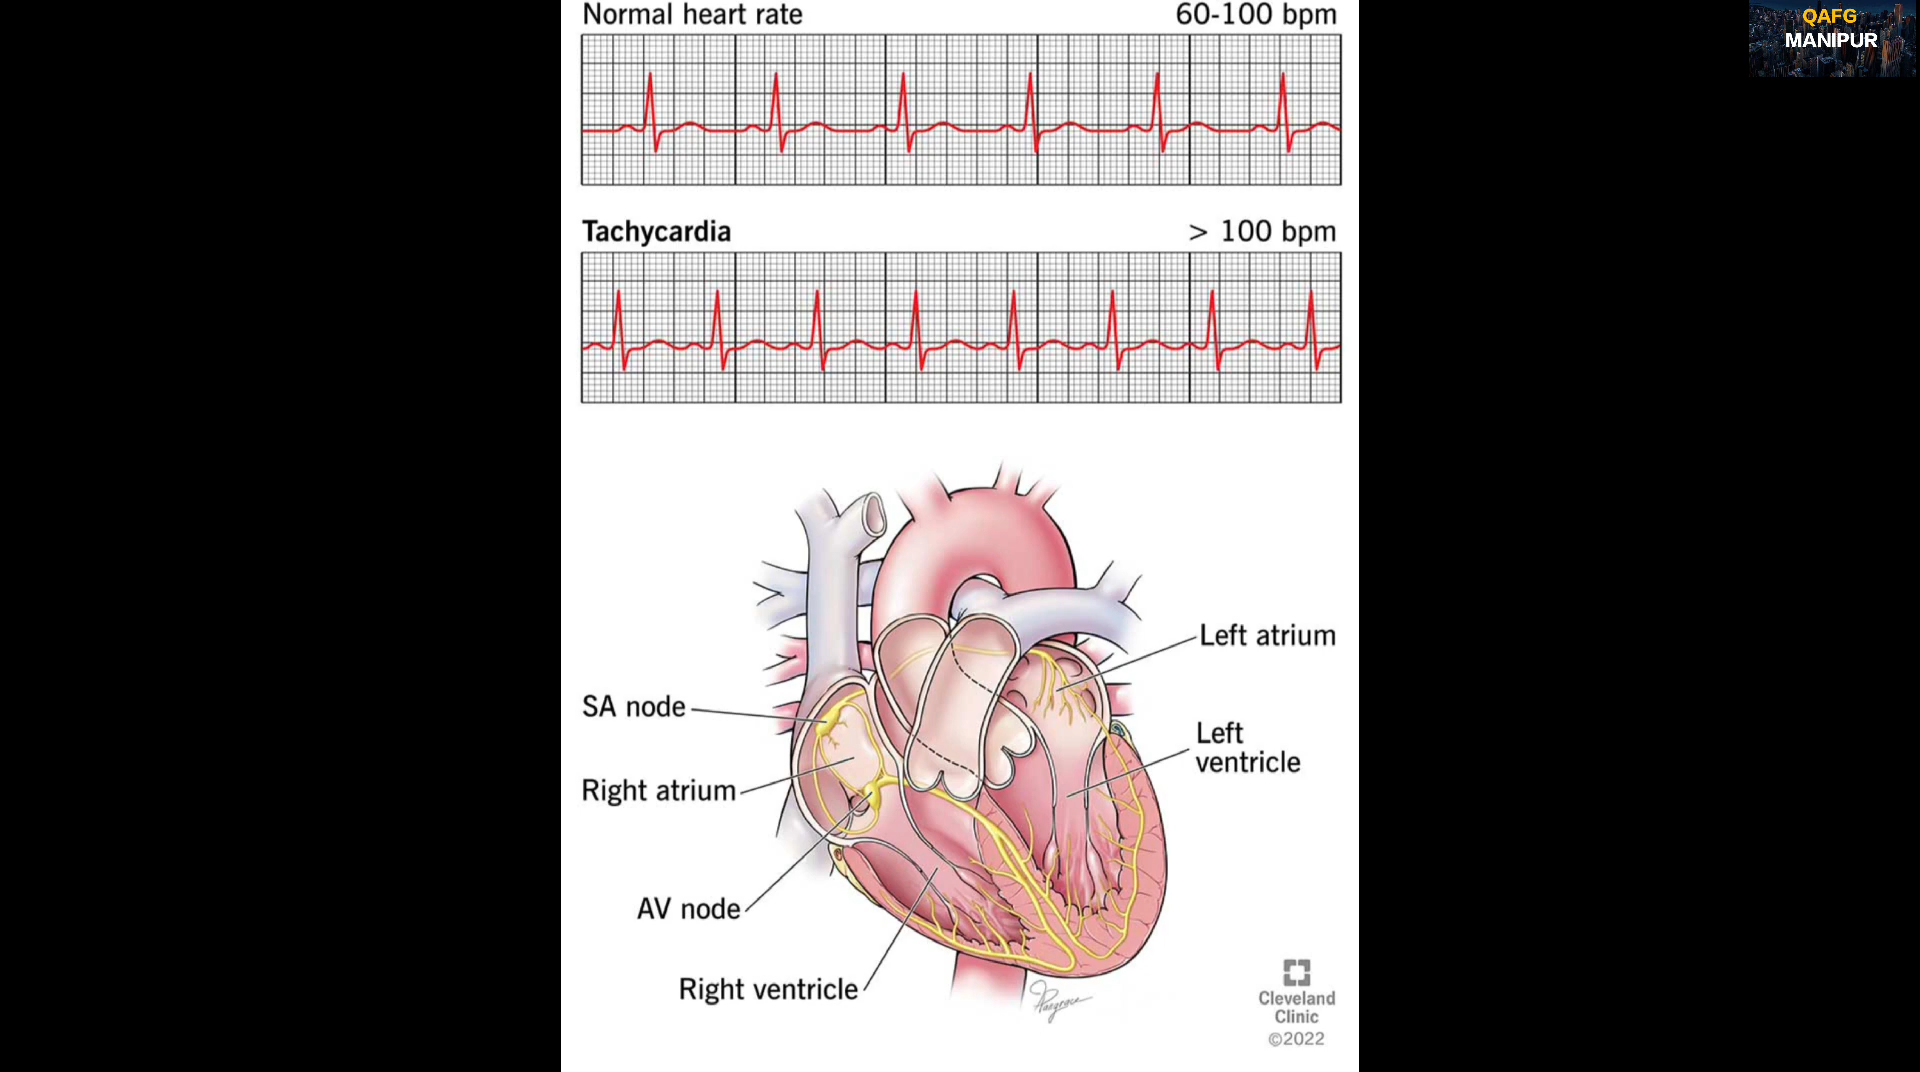 Normal heart rate 60-100 bpm
Tachycardia > 100 bpm
Left atrium
SA node
Left
ventricle
Right atrium
AV node
Right ventricle
Cleveland
Clinic
©2022
QAFG
MANIPUR